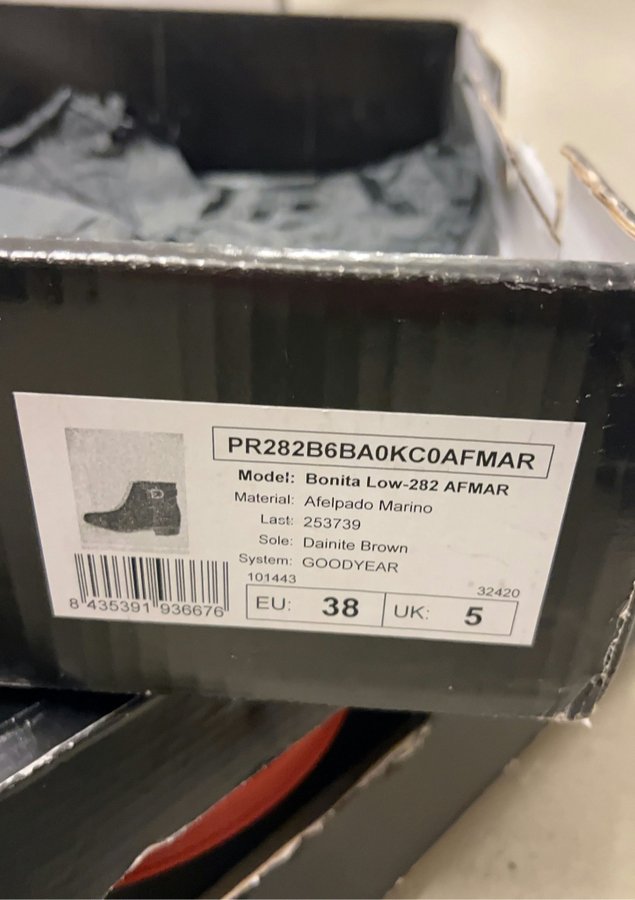 PR282B6BA0KC0AFMAR
Model: Bonita Low-282 AFMAR
Material: Afelpado Marino
Last: 253739
Sole: Dainite Brown
System: GOODYEAR
101443
32420
8 435391 936676
EU: 38 UK: 5